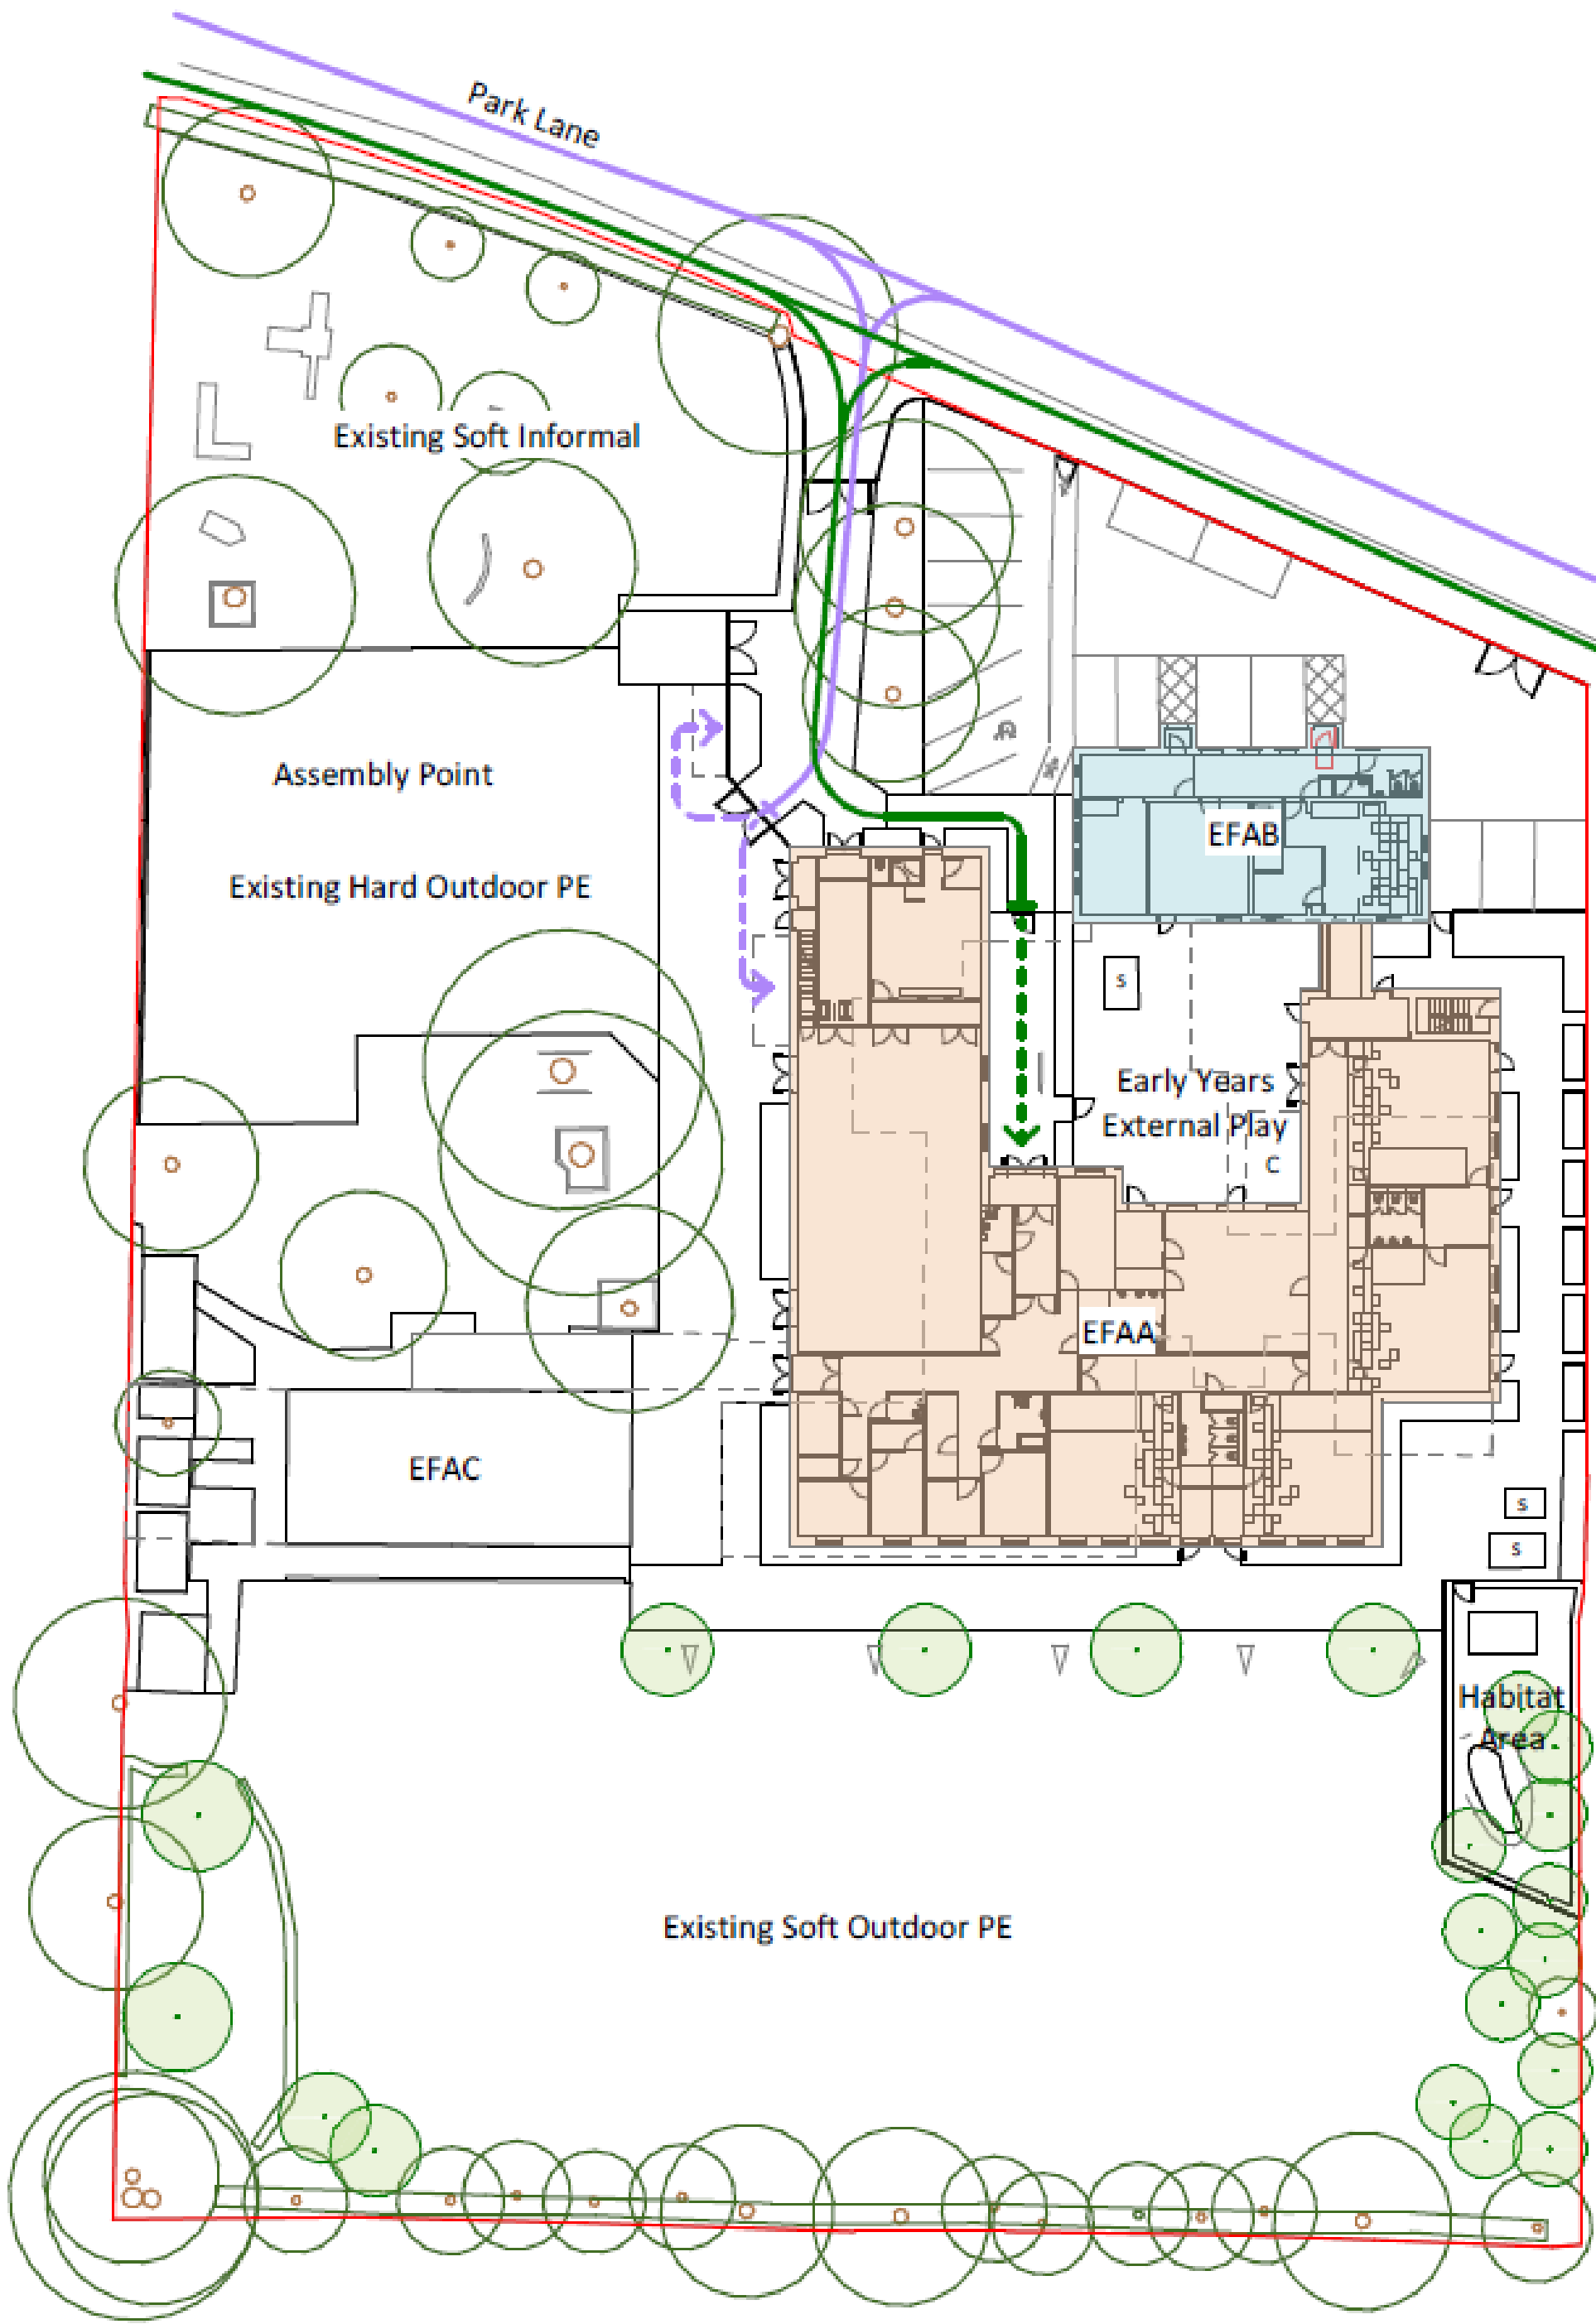 Park Lane
Existing Soft Informal
Assembly Point
EFAB
Existing Hard Outdoor PE
s
Early Years
External Play
C
EFAA
EFAC
s
s
Habitat
Area
Existing Soft Outdoor PE